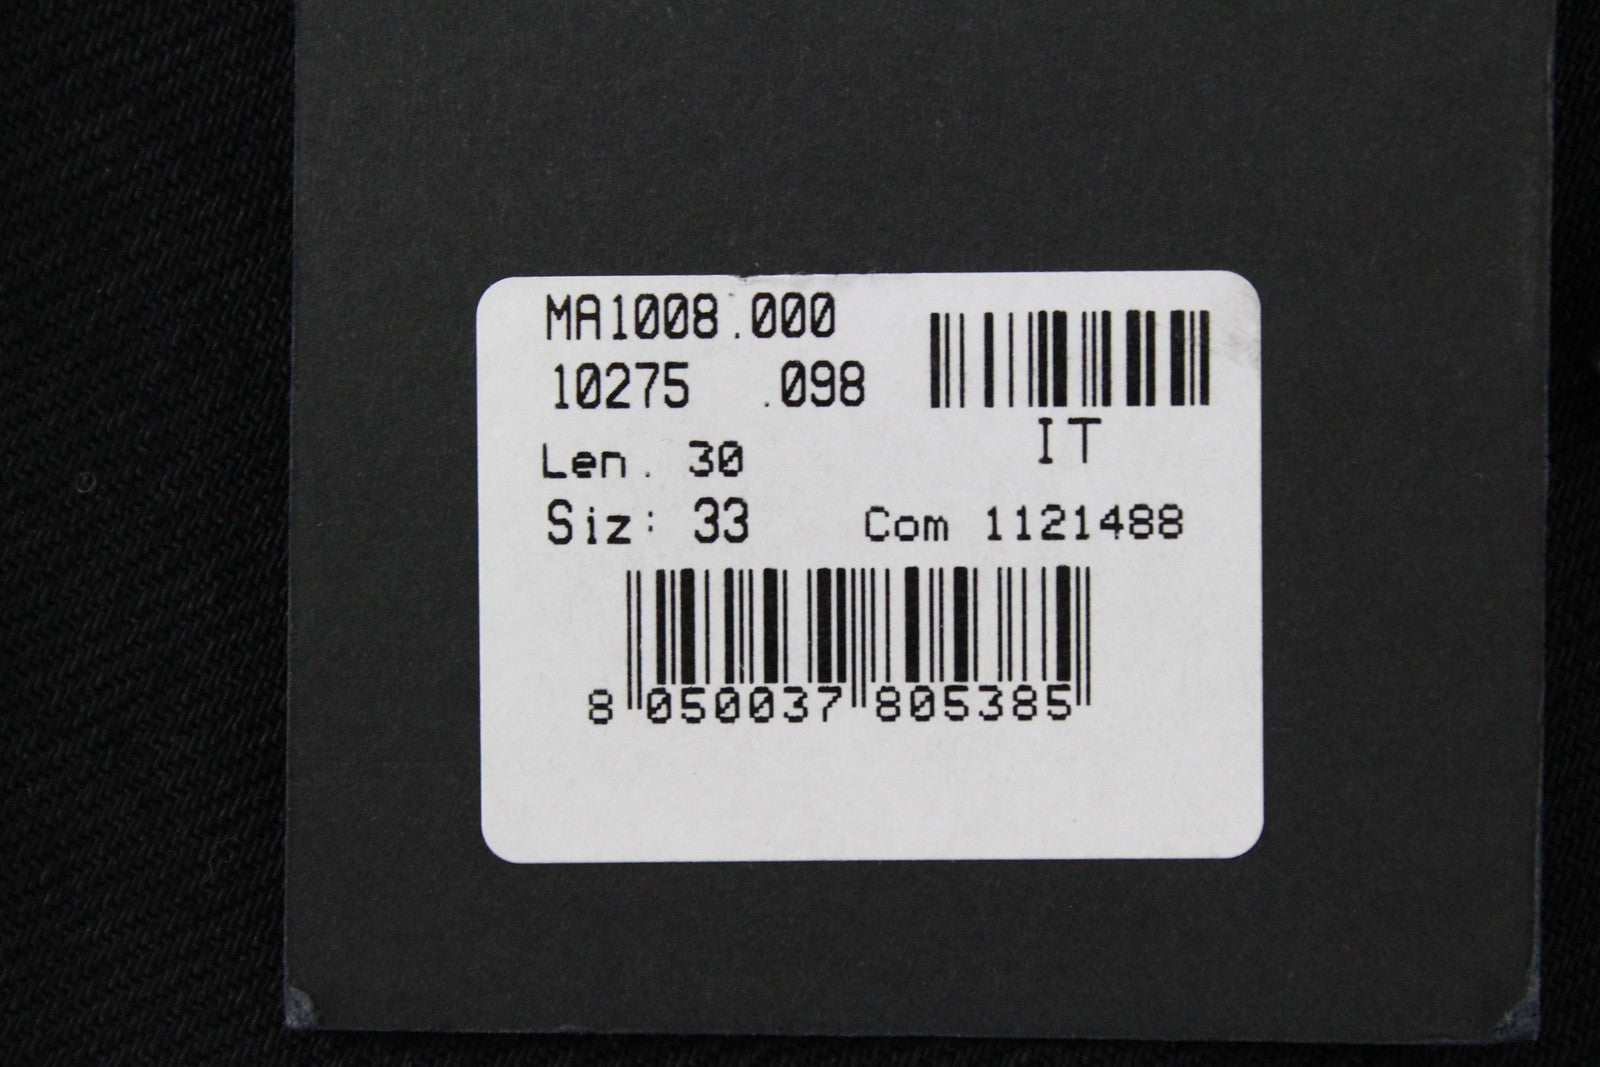 MA1008.000
10275 .098
IT
Len. 30
Siz: 33 Com 1121488
8 050037 805385